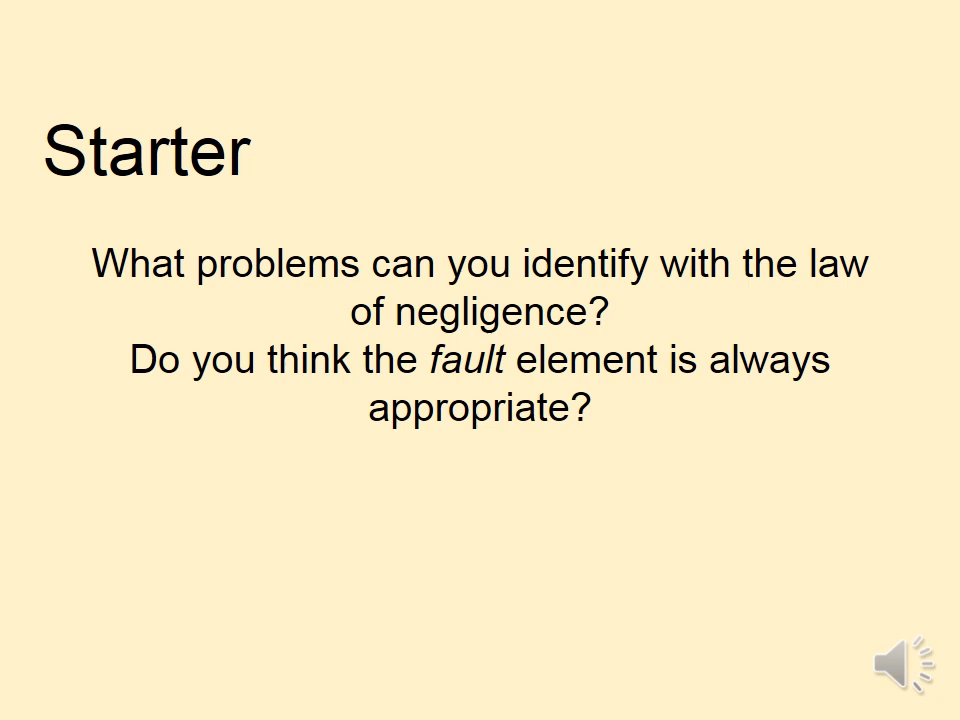 Starter
What problems can you identify with the law
of negligence?
Do you think the fault element is always
appropriate?